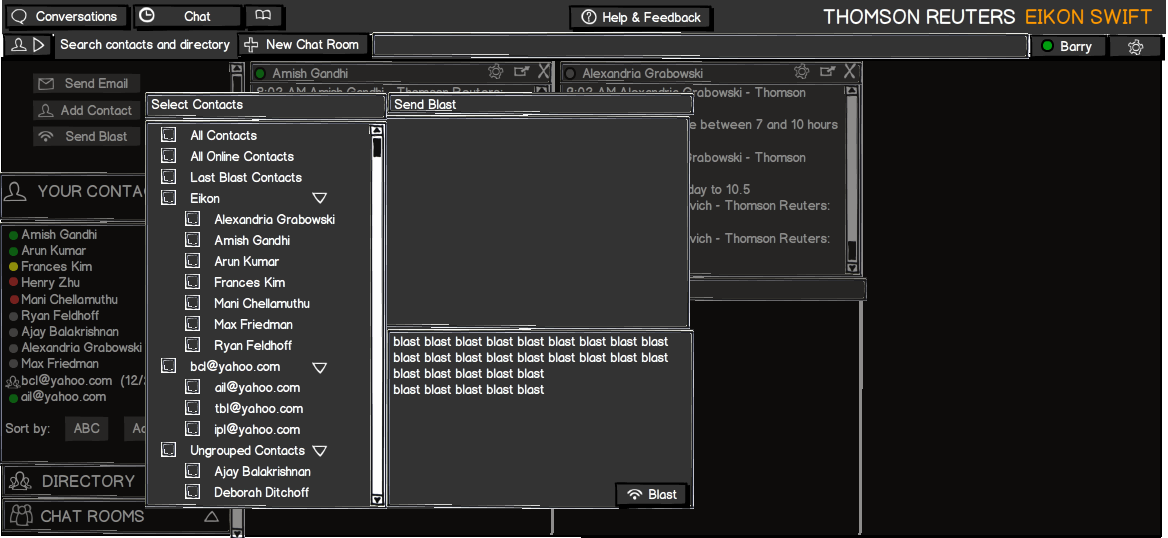 Conversations
Chat
Help & Feedback
THOMSON REUTERS EIKON SWIFT
Search contacts and directory
New Chat Room
Barry
Send Email
Add Contact
Send Blast
YOUR CONTA
Amish Gandhi
Arun Kumar
Frances Kim
Henry Zhu
Mani Chellamuthu
Ryan Feldhoff
Ajay Balakrishnan
Alexandria Grabowski
Max Friedman
bcl@yahoo.com (12/
ail@yahoo.com
Sort by: ABC
DIRECTORY
CHAT ROOMS
Amish Gandhi
8:03 AM Amish Gandhi - Thomson Reuters:
Alexandria Grabowski
8:03 AM Alexandria Grabowski - Thomson
e between 7 and 10 hours
rabowski - Thomson
day to 10.5
vich - Thomson Reuters:
vich - Thomson Reuters:
Select Contacts
All Contacts
All Online Contacts
Last Blast Contacts
Eikon
Alexandria Grabowski
Amish Gandhi
Arun Kumar
Frances Kim
Mani Chellamuthu
Max Friedman
Ryan Feldhoff
bcl@yahoo.com
ail@yahoo.com
tbl@yahoo.com
ipl@yahoo.com
Ungrouped Contacts
Ajay Balakrishnan
Deborah Ditchoff
Send Blast
blast blast blast blast blast blast blast blast blast
blast blast blast blast blast blast blast blast blast
blast blast blast blast blast
blast blast blast blast blast
Blast